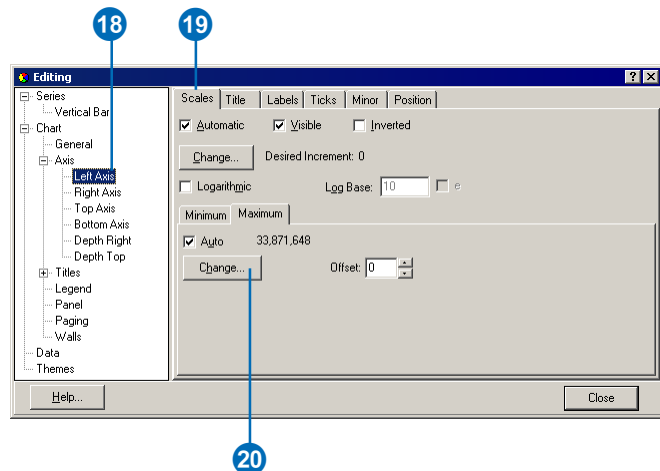 18
19
Editing
Series
Vertical Bar
Chart
General
Axis
Left Axis
Right Axis
Top Axis
Bottom Axis
Depth Right
Depth Top
Titles
Legend
Panel
Paging
Walls
Data
Themes
Scales Title Labels Ticks Minor Position
Automatic Visible Inverted
Change... Desired Increment: 0
Logarithmic Log Base: 10 e
Minimum Maximum
Auto 33,871,648
Change... Offset: 0
Help... Close
20